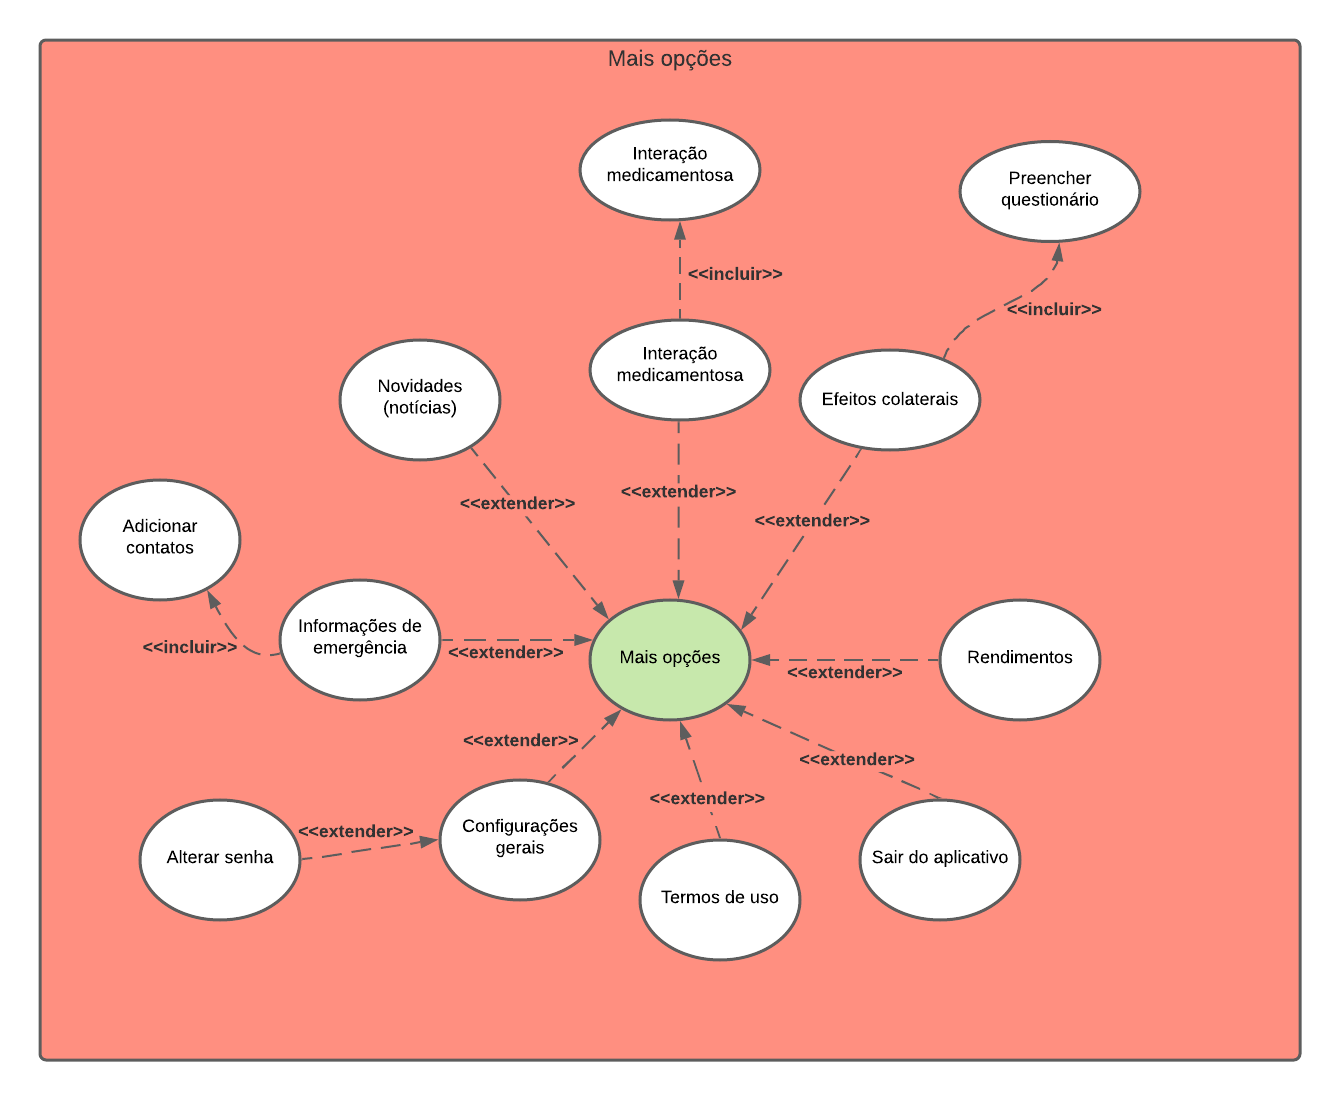 Mais opções
Interação
medicamentosa
Preencher
questionário
<<incluir>>
<<incluir>>
Interação
medicamentosa
Novidades
(notícias)
Efeitos colaterais
<<extender>>
<<extender>>
<<extender>>
Adicionar
contatos
Informações de
emergência
<<incluir>>
<<extender>>
Mais opções
Rendimentos
<<extender>>
<<extender>>
<<extender>>
<<extender>>
<<extender>>
Configurações
gerais
Alterar senha
Sair do aplicativo
Termos de uso